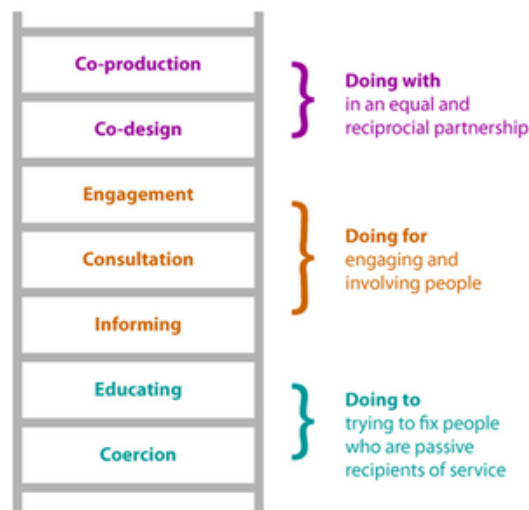 Co-production
Co-design
Doing with
in an equal and
reciprocial partnership
Engagement
Consultation
Informing
Doing for
engaging and
involving people
Educating
Coercion
Doing to
trying to fix people
who are passive
recipients of service